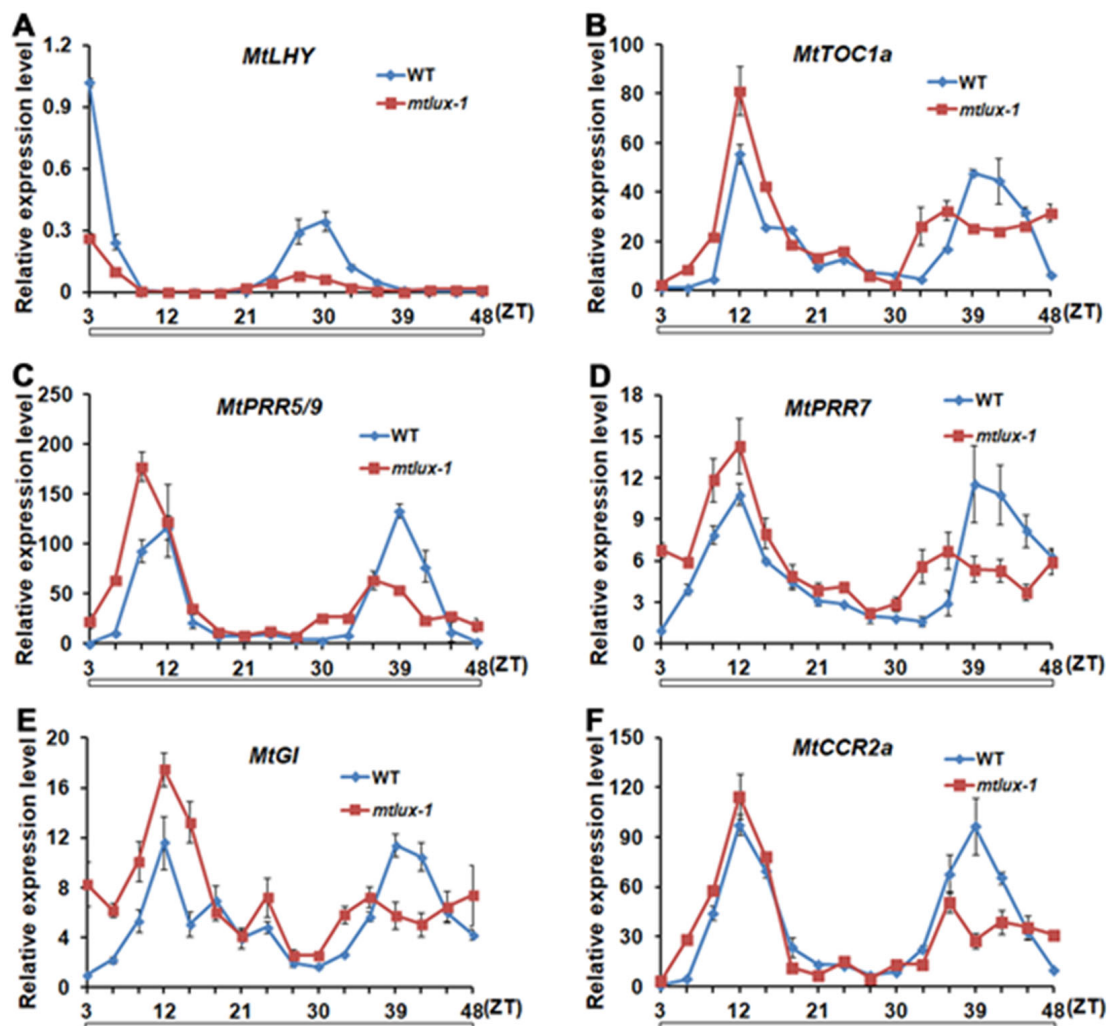 A
MtLHY
Relative expression level
1.2
0.9
0.6
0.3
0
WT
mtlux-1
3 12 21 30 39 48 (ZT)
B
MtTOC1a
Relative expression level
100
80
60
40
20
0
WT
mtlux-1
3 12 21 30 39 48 (ZT)
C
MtPRR5/9
Relative expression level
250
200
150
100
50
0
WT
mtlux-1
3 12 21 30 39 48 (ZT)
D
MtPRR7
Relative expression level
18
15
12
9
6
3
0
WT
mtlux-1
3 12 21 30 39 48 (ZT)
E
MtGI
Relative expression level
20
16
12
8
4
0
WT
mtlux-1
3 12 21 30 39 48 (ZT)
F
MtCCR2a
Relative expression level
150
120
90
60
30
0
WT
mtlux-1
3 12 21 30 39 48 (ZT)